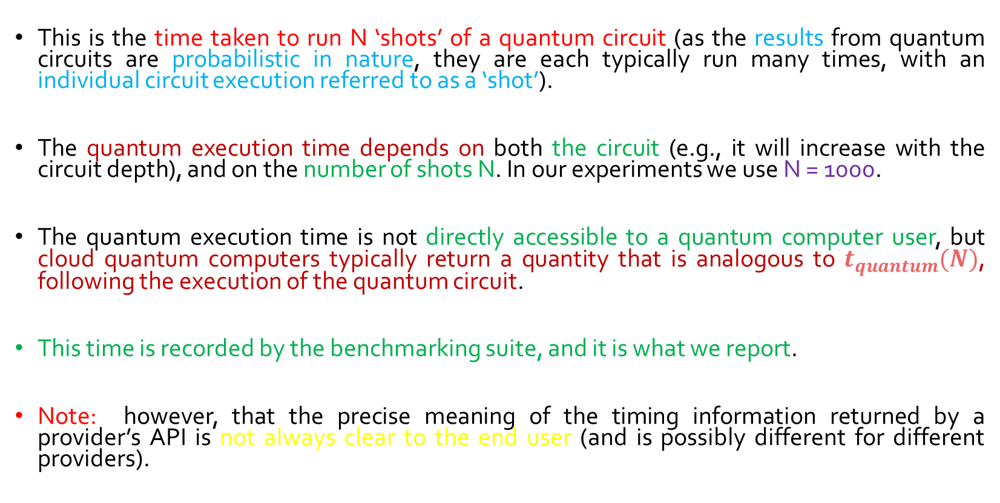 • This is the time taken to run N ‘shots’ of a quantum circuit (as the results from quantum
circuits are probabilistic in nature, they are each typically run many times, with an
individual circuit execution referred to as a ‘shot’).
• The quantum execution time depends on both the circuit (e.g., it will increase with the
circuit depth), and on the number of shots N. In our experiments we use N = 1000.
• The quantum execution time is not directly accessible to a quantum computer user, but
cloud quantum computers typically return a quantity that is analogous to t_quantum(N),
following the execution of the quantum circuit.
• This time is recorded by the benchmarking suite, and it is what we report.
• Note: however, that the precise meaning of the timing information returned by a
provider’s API is not always clear to the end user (and is possibly different for different
providers).